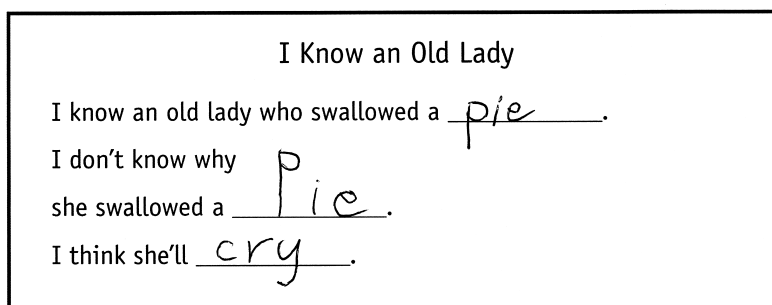 I Know an Old Lady
I know an old lady who swallowed a pie.
I don't know why
she swallowed a pie.
I think she'll cry.